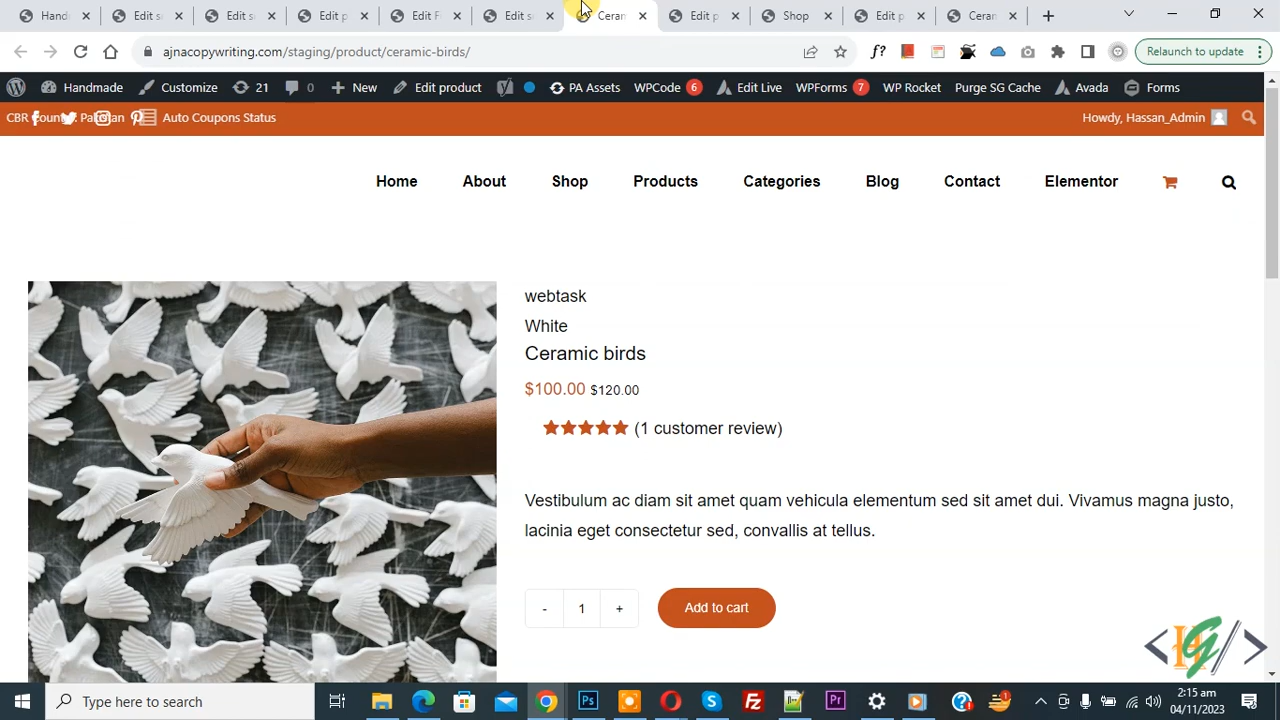 Hand
Edit s
Edit s
Edit p
Edit F
Edit s
Ceran
Edit p
Shop
Edit p
Ceran
ajnacopywriting.com/staging/product/ceramic-birds/
f?
Relaunch to update
Handmade
Customize
21
0
New
Edit product
PA Assets
WPCode 6
Edit Live
WPForms 7
WP Rocket
Purge SG Cache
Avada
Forms
CBR Country: Pakistan
Auto Coupons Status
Howdy, Hassan_Admin
Home
About
Shop
Products
Categories
Blog
Contact
Elementor
webtask
White
Ceramic birds
$100.00 $120.00
(1 customer review)
Vestibulum ac diam sit amet quam vehicula elementum sed sit amet dui. Vivamus magna justo,
lacinia eget consectetur sed, convallis at tellus.
- 1 +
Add to cart
Type here to search
2:15 am
04/11/2023